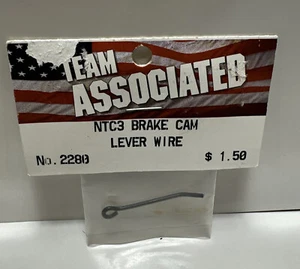 TEAM
ASSOCIATED
NTC3 BRAKE CAM
LEVER WIRE
No.2280 $ 1.50